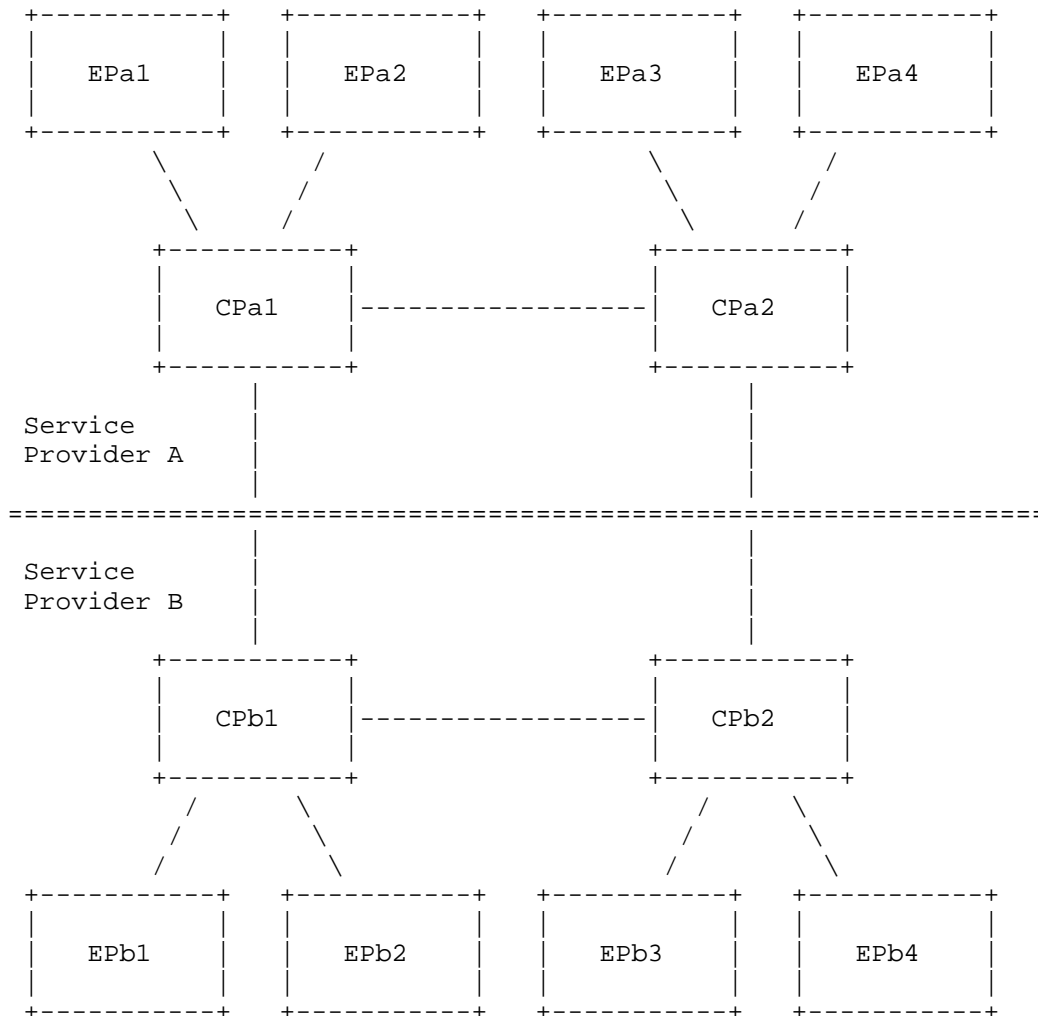 EPa1 EPa2 EPa3 EPa4
CPa1 CPa2
Service
Provider A
Service
Provider B
CPb1 CPb2
EPb1 EPb2 EPb3 EPb4